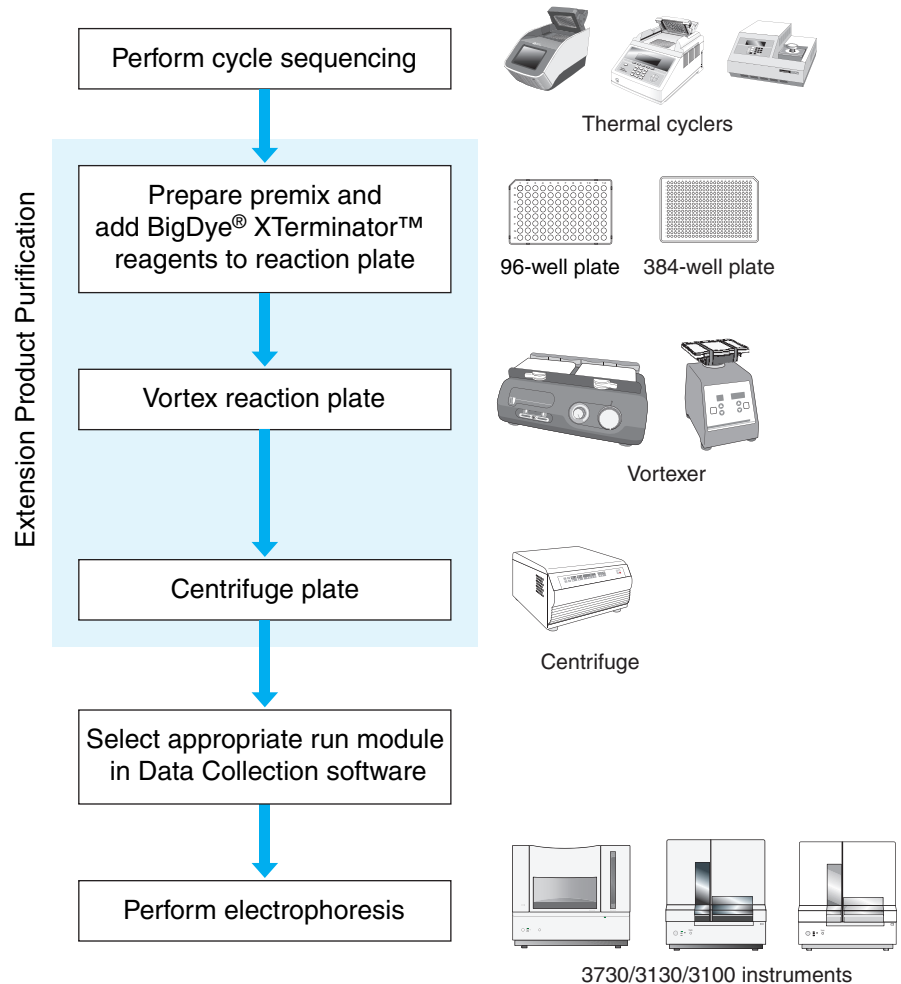 Perform cycle sequencing
Thermal cyclers
Extension Product Purification
Prepare premix and
add BigDye® XTerminator™
reagents to reaction plate
96-well plate
384-well plate
Vortex reaction plate
Vortexer
Centrifuge plate
Centrifuge
Select appropriate run module
in Data Collection software
Perform electrophoresis
3730/3130/3100 instruments